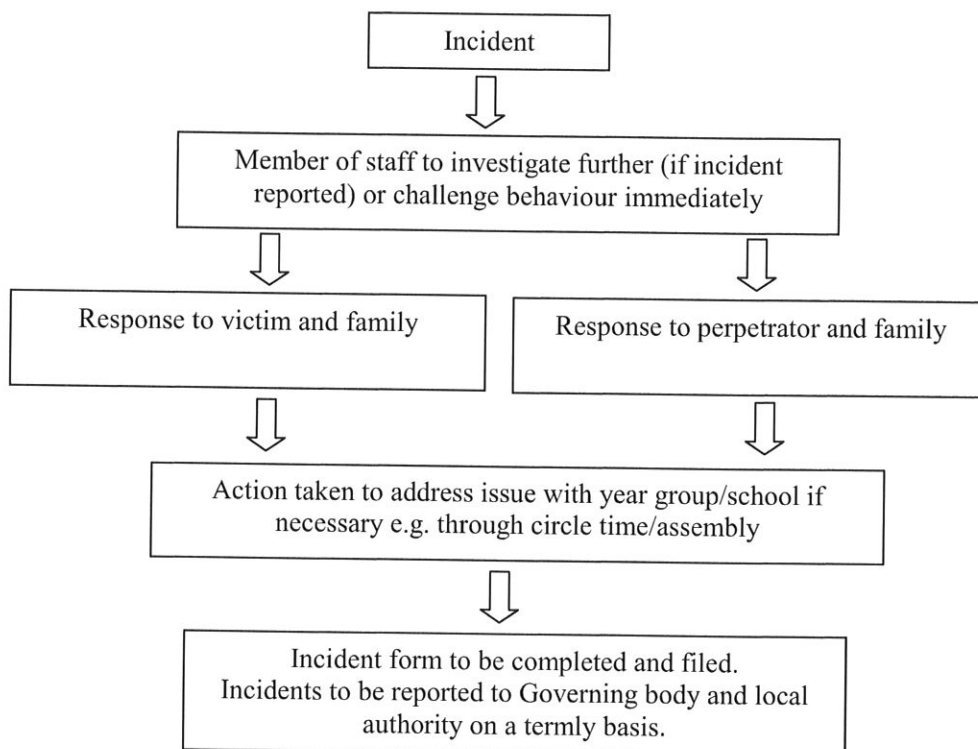 Incident
Member of staff to investigate further (if incident
reported) or challenge behaviour immediately
Response to victim and family
Response to perpetrator and family
Action taken to address issue with year group/school if
necessary e.g. through circle time/assembly
Incident form to be completed and filed.
Incidents to be reported to Governing body and local
authority on a termly basis.